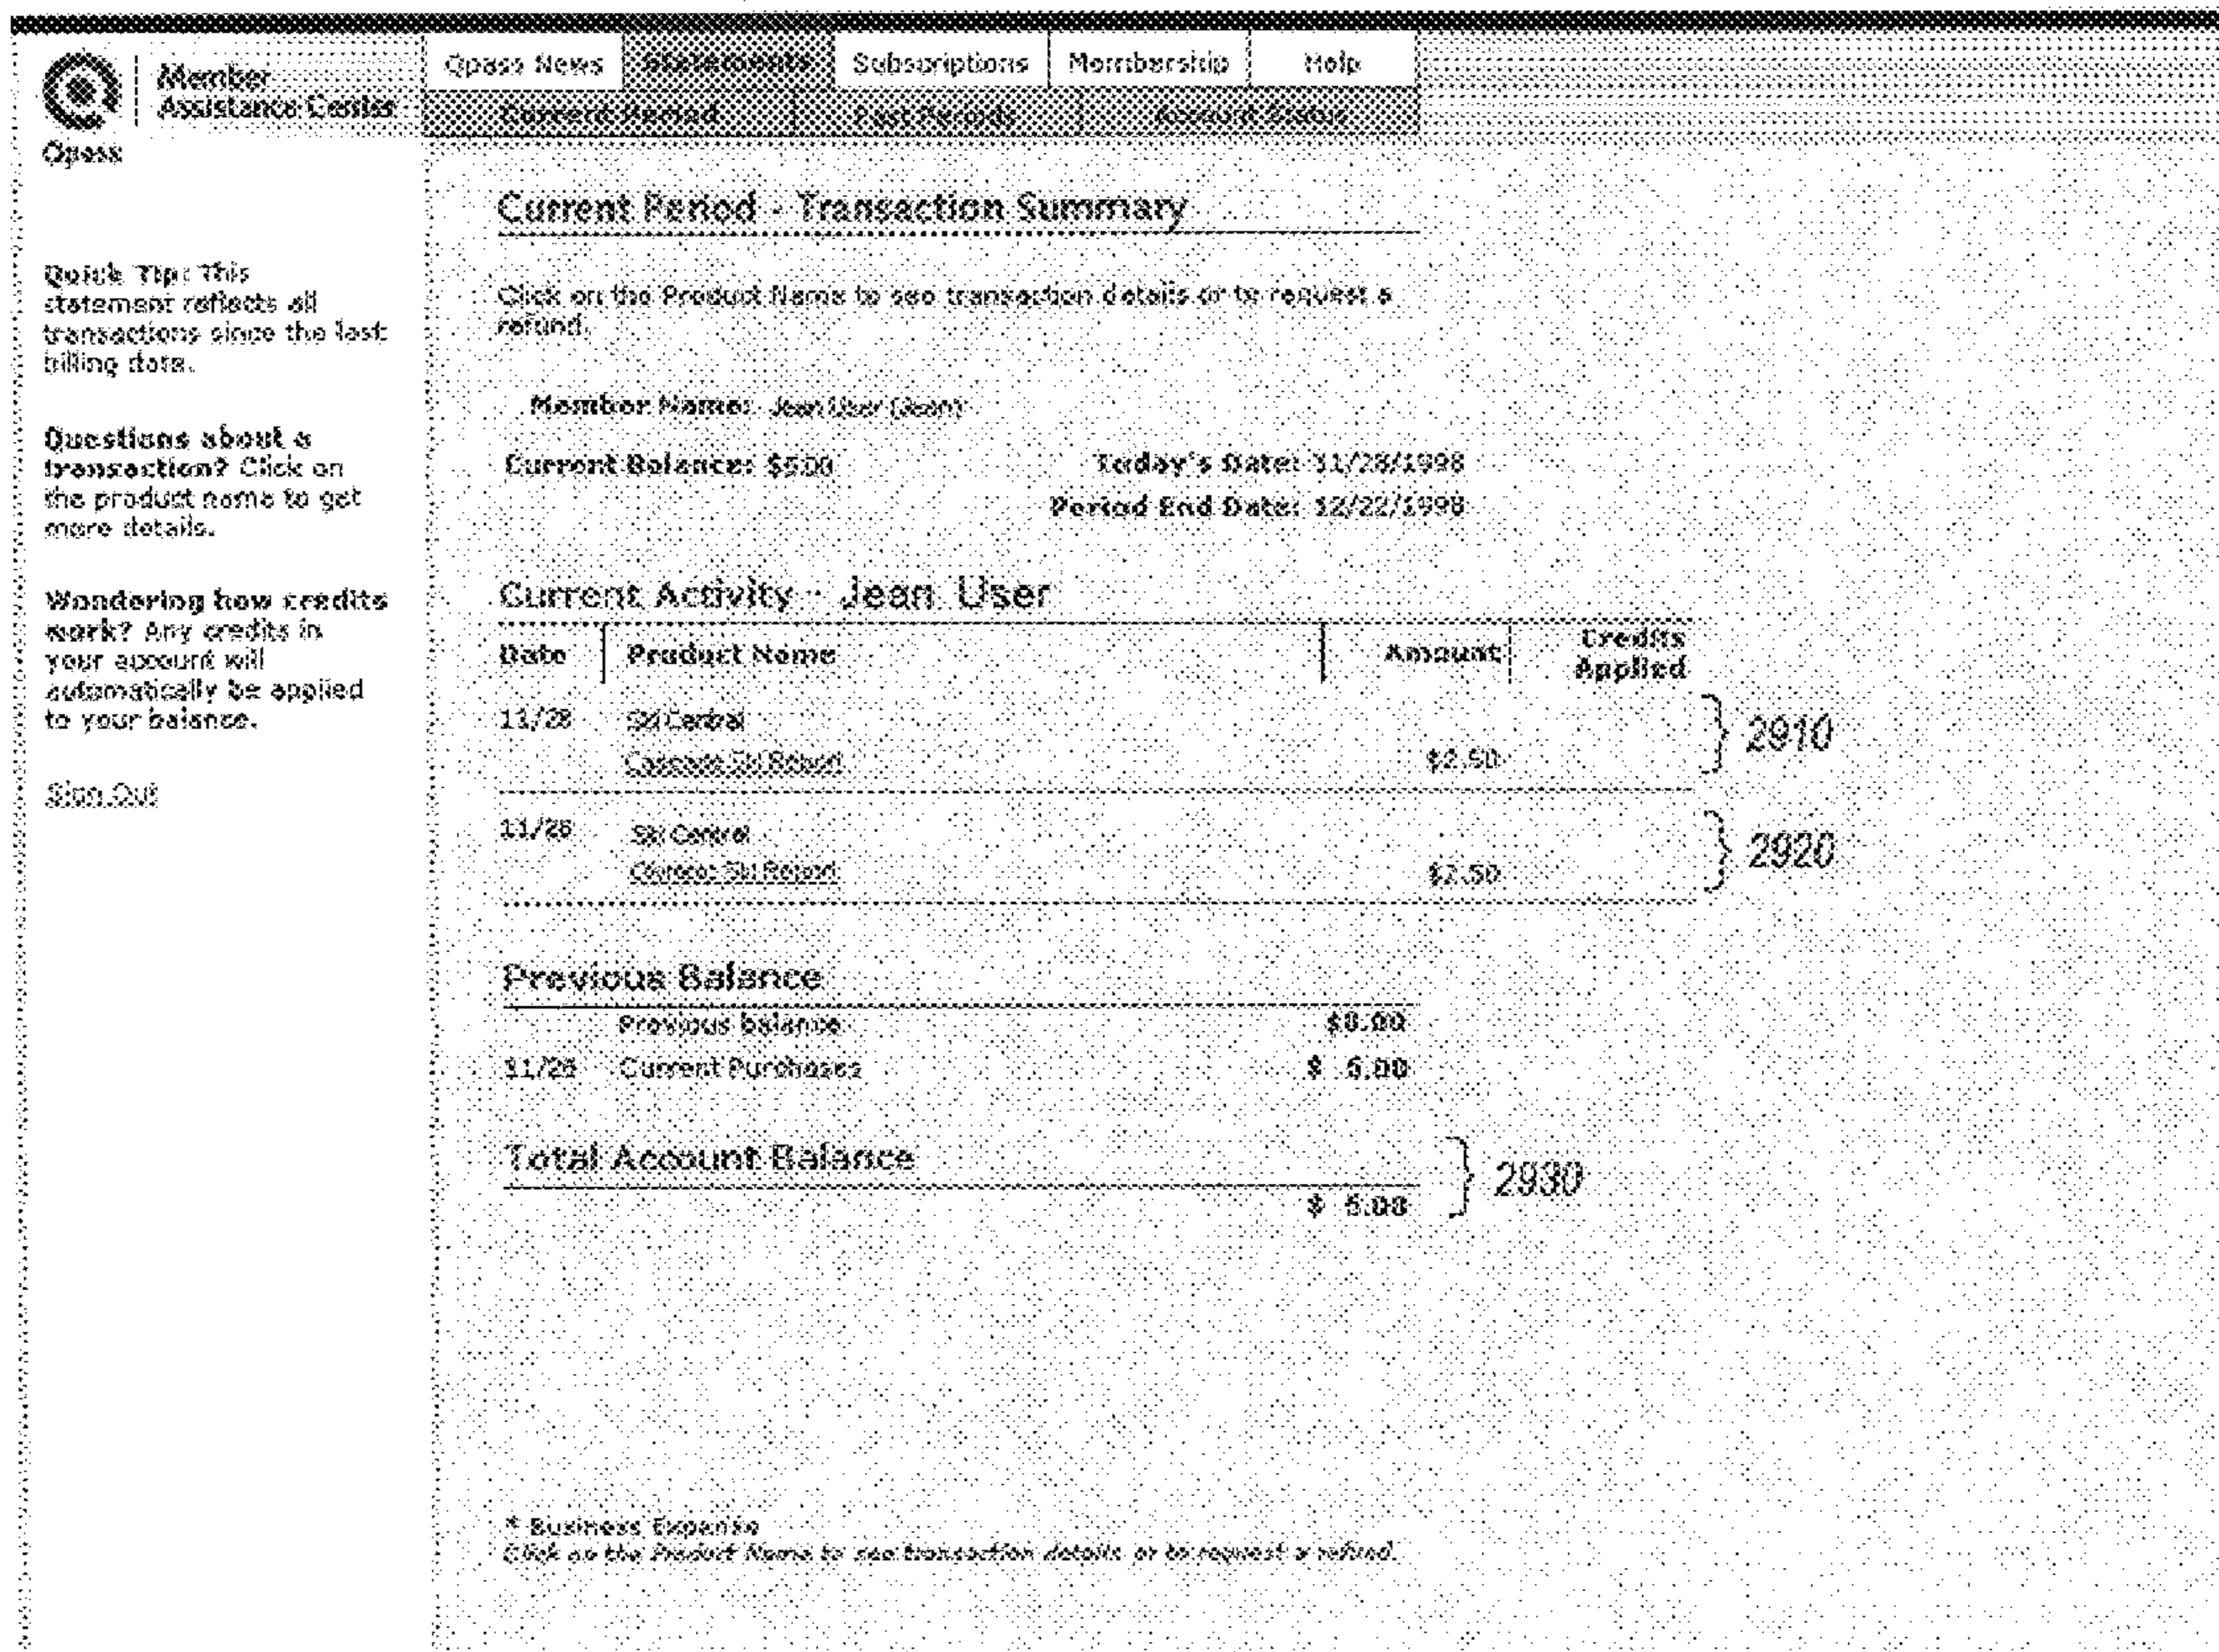 Qpass
Member
Assistance Center
Qpass News
Statements
Subscriptions
Membership
Help
Current Period
Past Periods
Account Status
Quick Tip: This
statement reflects all
transactions since the last
billing date.
Questions about a
transaction? Click on
the product name to get
more details.
Wondering how credits
work? Any credits in
your account will
automatically be applied
to your balance.
Sign Out
Current Period - Transaction Summary
Click on the Product Name to see transaction details or to request a
refund.
Member Name: Jean User (Jean)
Current Balance: $5.00
Today's Date: 11/28/1998
Period End Date: 12/22/1998
Current Activity - Jean User
Date Product Name Amount Credits
Applied
11/28 Ski Central
Cascade Ski Report $2.50
2910
11/28 Ski Central
Ski Report $2.50
2920
Previous Balance
Previous balance $0.00
11/28 Current Purchases $ 5.00
Total Account Balance
$ 5.00
2930
* Business Expense
Click on the Product Name to see transaction details or to request a refund.